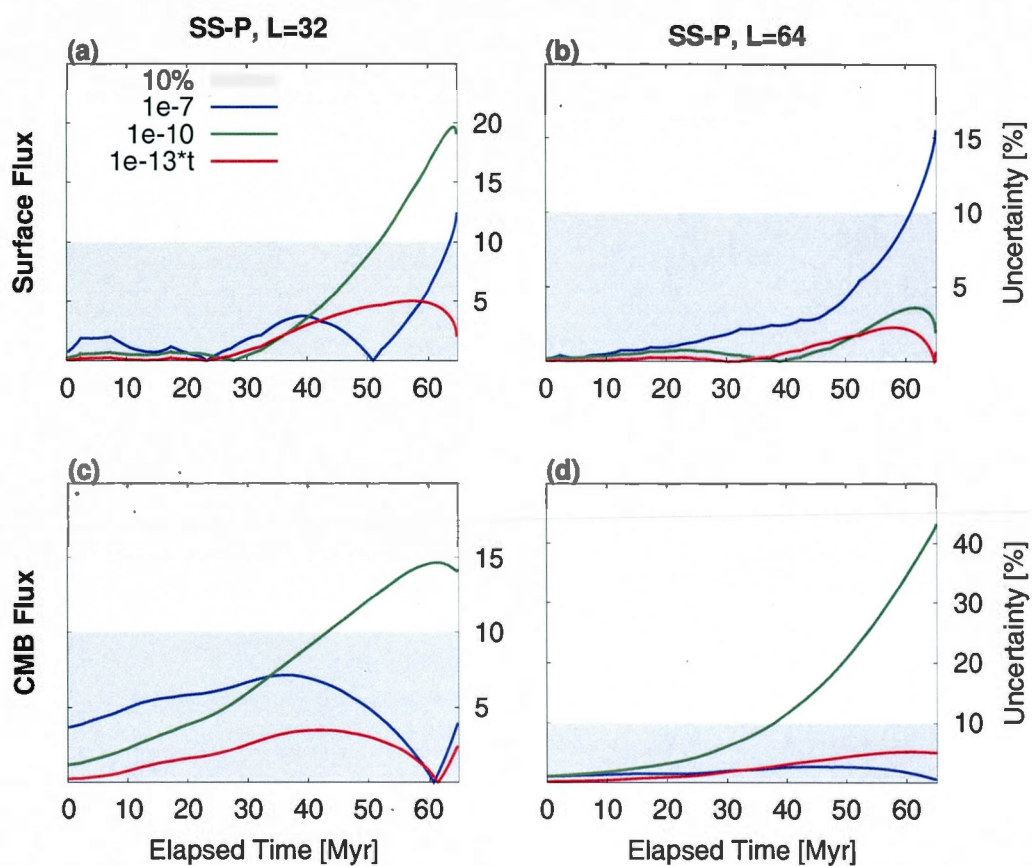 SS-P, L=32
SS-P, L=64
(a)
(b)
10%
1e-7
1e-10
1e-13*t
Surface Flux
20
15
10
5
15
10
5
Uncertainty [%]
0 10 20 30 40 50 60
0 10 20 30 40 50 60
(c)
(d)
CMB Flux
15
10
5
40
30
20
10
Uncertainty [%]
0 10 20 30 40 50 60
0 10 20 30 40 50 60
Elapsed Time [Myr]
Elapsed Time [Myr]